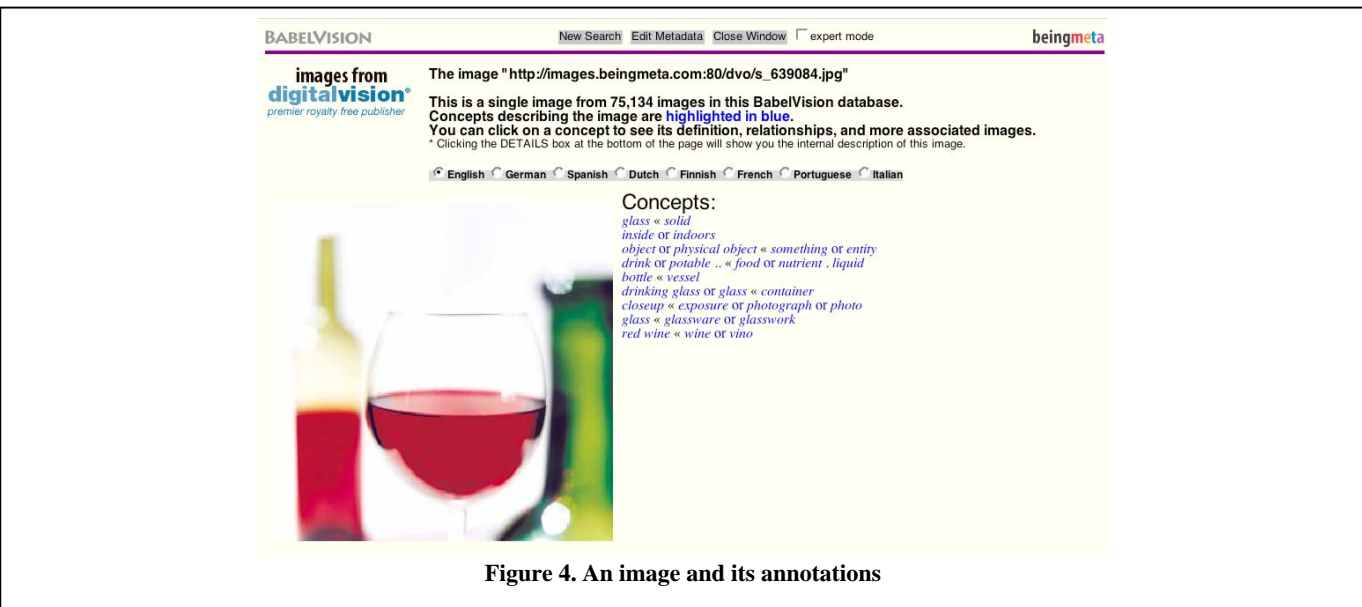 BABELVISION
New Search Edit Metadata Close Window expert mode
beingmeta
images from
digitalvision®
premier royalty free publisher
The image "http://images.beingmeta.com:80/dvo/s_639084.jpg"
This is a single image from 75,134 images in this BabelVision database.
Concepts describing the image are highlighted in blue.
You can click on a concept to see its definition, relationships, and more associated images.
* Clicking the DETAILS box at the bottom of the page will show you the internal description of this image.
English German Spanish Dutch Finnish French Portuguese Italian
Concepts:
glass « solid
inside or indoors
object or physical object « something or entity
drink or potable .. « food or nutrient . liquid
bottle « vessel
drinking glass or glass « container
closeup « exposure or photograph or photo
glass « glassware or glasswork
red wine « wine or vino
Figure 4. An image and its annotations